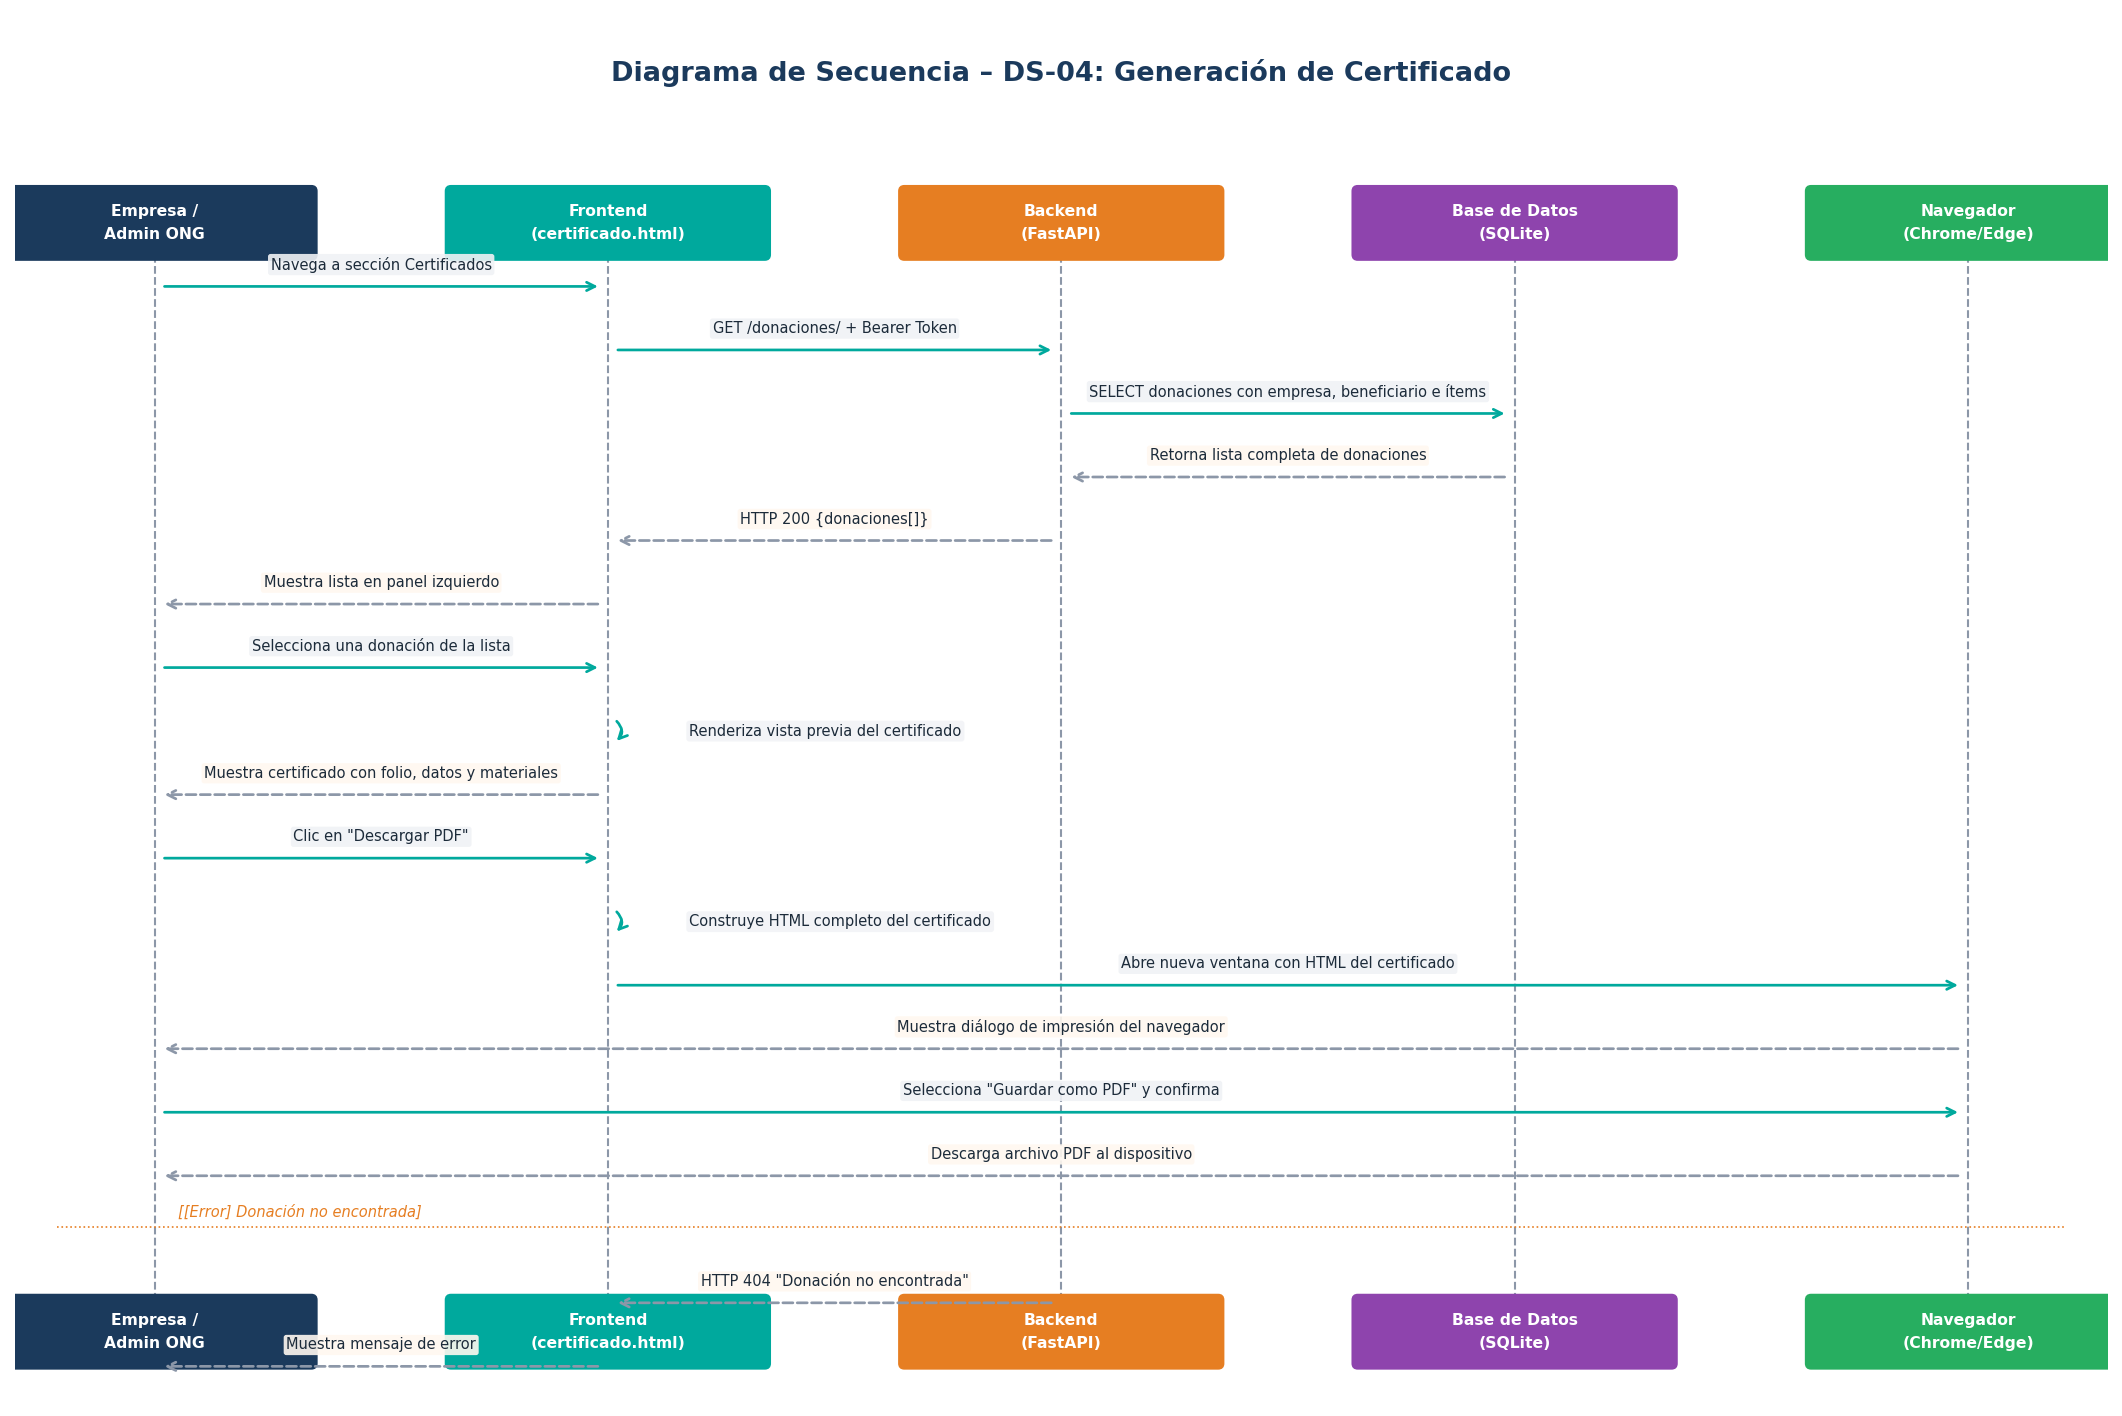 Diagrama de Secuencia – DS-04: Generación de Certificado
Empresa /
Admin ONG
Frontend
(certificado.html)
Backend
(FastAPI)
Base de Datos
(SQLite)
Navegador
(Chrome/Edge)
Navega a sección Certificados
GET /donaciones/ + Bearer Token
SELECT donaciones con empresa, beneficiario e ítems
Retorna lista completa de donaciones
HTTP 200 {donaciones[]}
Muestra lista en panel izquierdo
Selecciona una donación de la lista
Renderiza vista previa del certificado
Muestra certificado con folio, datos y materiales
Clic en "Descargar PDF"
Construye HTML completo del certificado
Abre nueva ventana con HTML del certificado
Muestra diálogo de impresión del navegador
Selecciona "Guardar como PDF" y confirma
Descarga archivo PDF al dispositivo
[[Error] Donación no encontrada]
HTTP 404 "Donación no encontrada"
Empresa /
Admin ONG
Frontend
(certificado.html)
Backend
(FastAPI)
Base de Datos
(SQLite)
Navegador
(Chrome/Edge)
Muestra mensaje de error